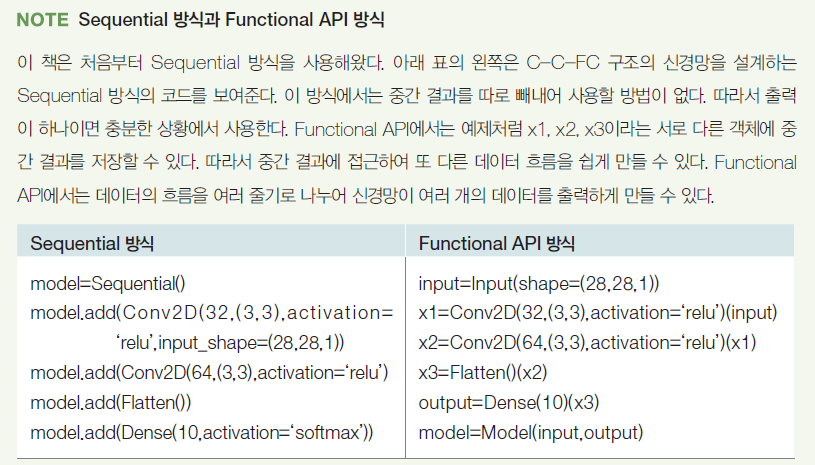 NOTE Sequential 방식과 Functional API 방식
이 책은 처음부터 Sequential 방식을 사용해왔다. 아래 표의 왼쪽은 C–C–FC 구조의 신경망을 설계하는
Sequential 방식의 코드를 보여준다. 이 방식에서는 중간 결과를 따로 빼내어 사용할 방법이 없다. 따라서 출력
이 하나이면 충분한 상황에서 사용한다. Functional API에서는 예제처럼 x1, x2, x3이라는 서로 다른 객체에 중
간 결과를 저장할 수 있다. 따라서 중간 결과에 접근하여 또 다른 데이터 흐름을 쉽게 만들 수 있다. Functional
API에서는 데이터의 흐름을 여러 줄기로 나누어 신경망이 여러 개의 데이터를 출력하게 만들 수 있다.
Sequential 방식
model=Sequential()
model.add(Conv2D(32,(3,3),activation=
‘relu’,input_shape=(28,28,1))
model.add(Conv2D(64,(3,3),activation=‘relu’)
model.add(Flatten())
model.add(Dense(10,activation=‘softmax’))
Functional API 방식
input=Input(shape=(28,28,1))
x1=Conv2D(32,(3,3),activation=‘relu’)(input)
x2=Conv2D(64,(3,3),activation=‘relu’)(x1)
x3=Flatten()(x2)
output=Dense(10)(x3)
model=Model(input,output)